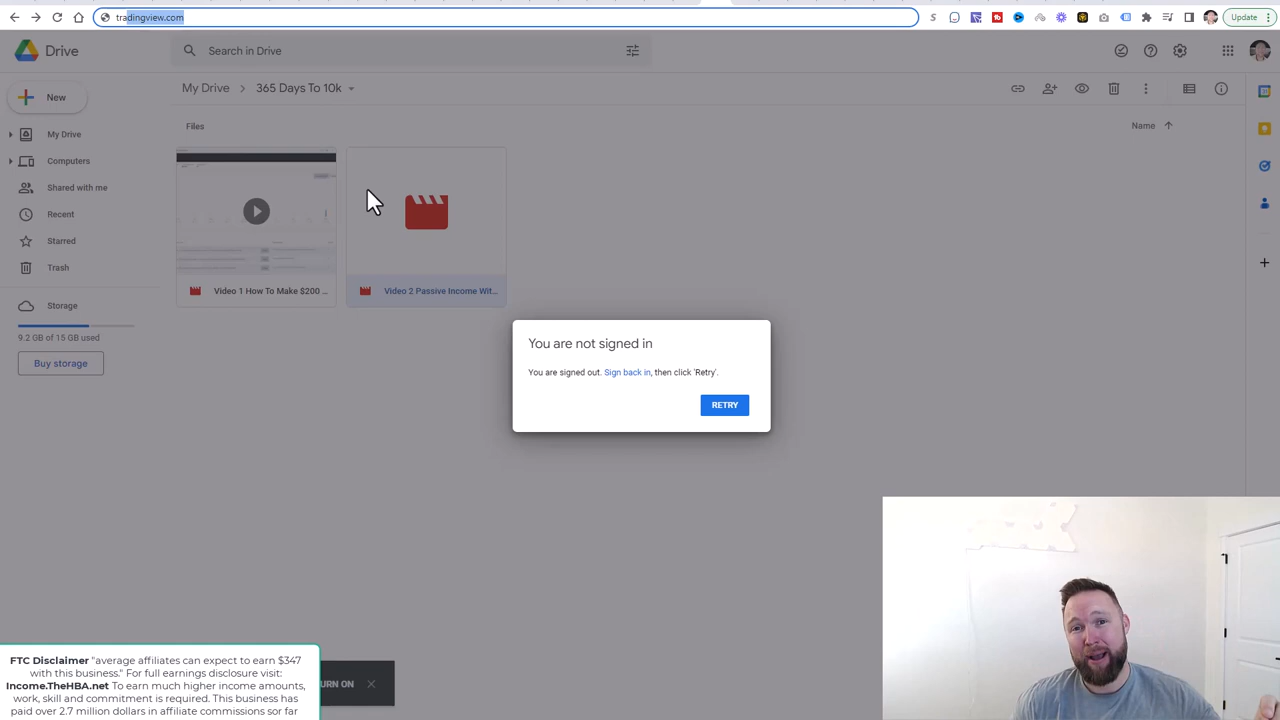 tradingview.com
Update
Drive
Search in Drive
My Drive
365 Days To 10k
New
Files
Name
My Drive
Computers
Shared with me
Recent
Starred
Trash
Storage
9.2 GB of 15 GB used
Buy storage
Video 1 How To Make $200 ...
Video 2 Passive Income Wit...
You are not signed in
You are signed out. Sign back in, then click 'Retry'.
RETRY
FTC Disclaimer "average affiliates can expect to earn $347
with this business." For full earnings disclosure visit:
Income.TheHBA.net To earn much higher income amounts,
work, skill and commitment is required. This business has
paid over 2.7 million dollars in affiliate commissions sor far
URN ON